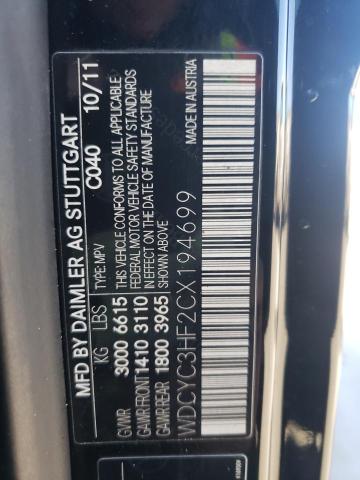 MFD BY DAIMLER AG STUTTGART
C040 10/11
KG LBS TYPE: MPV
GVWR 3000 6615
GAWR FRONT 1410 3110
GAWR REAR 1800 3965
THIS VEHICLE CONFORMS TO ALL APPLICABLE
FEDERAL MOTOR VEHICLE SAFETY STANDARDS
IN EFFECT ON THE DATE OF MANUFACTURE
SHOWN ABOVE.
WDCYC3HF2CX194699
MADE IN AUSTRIA